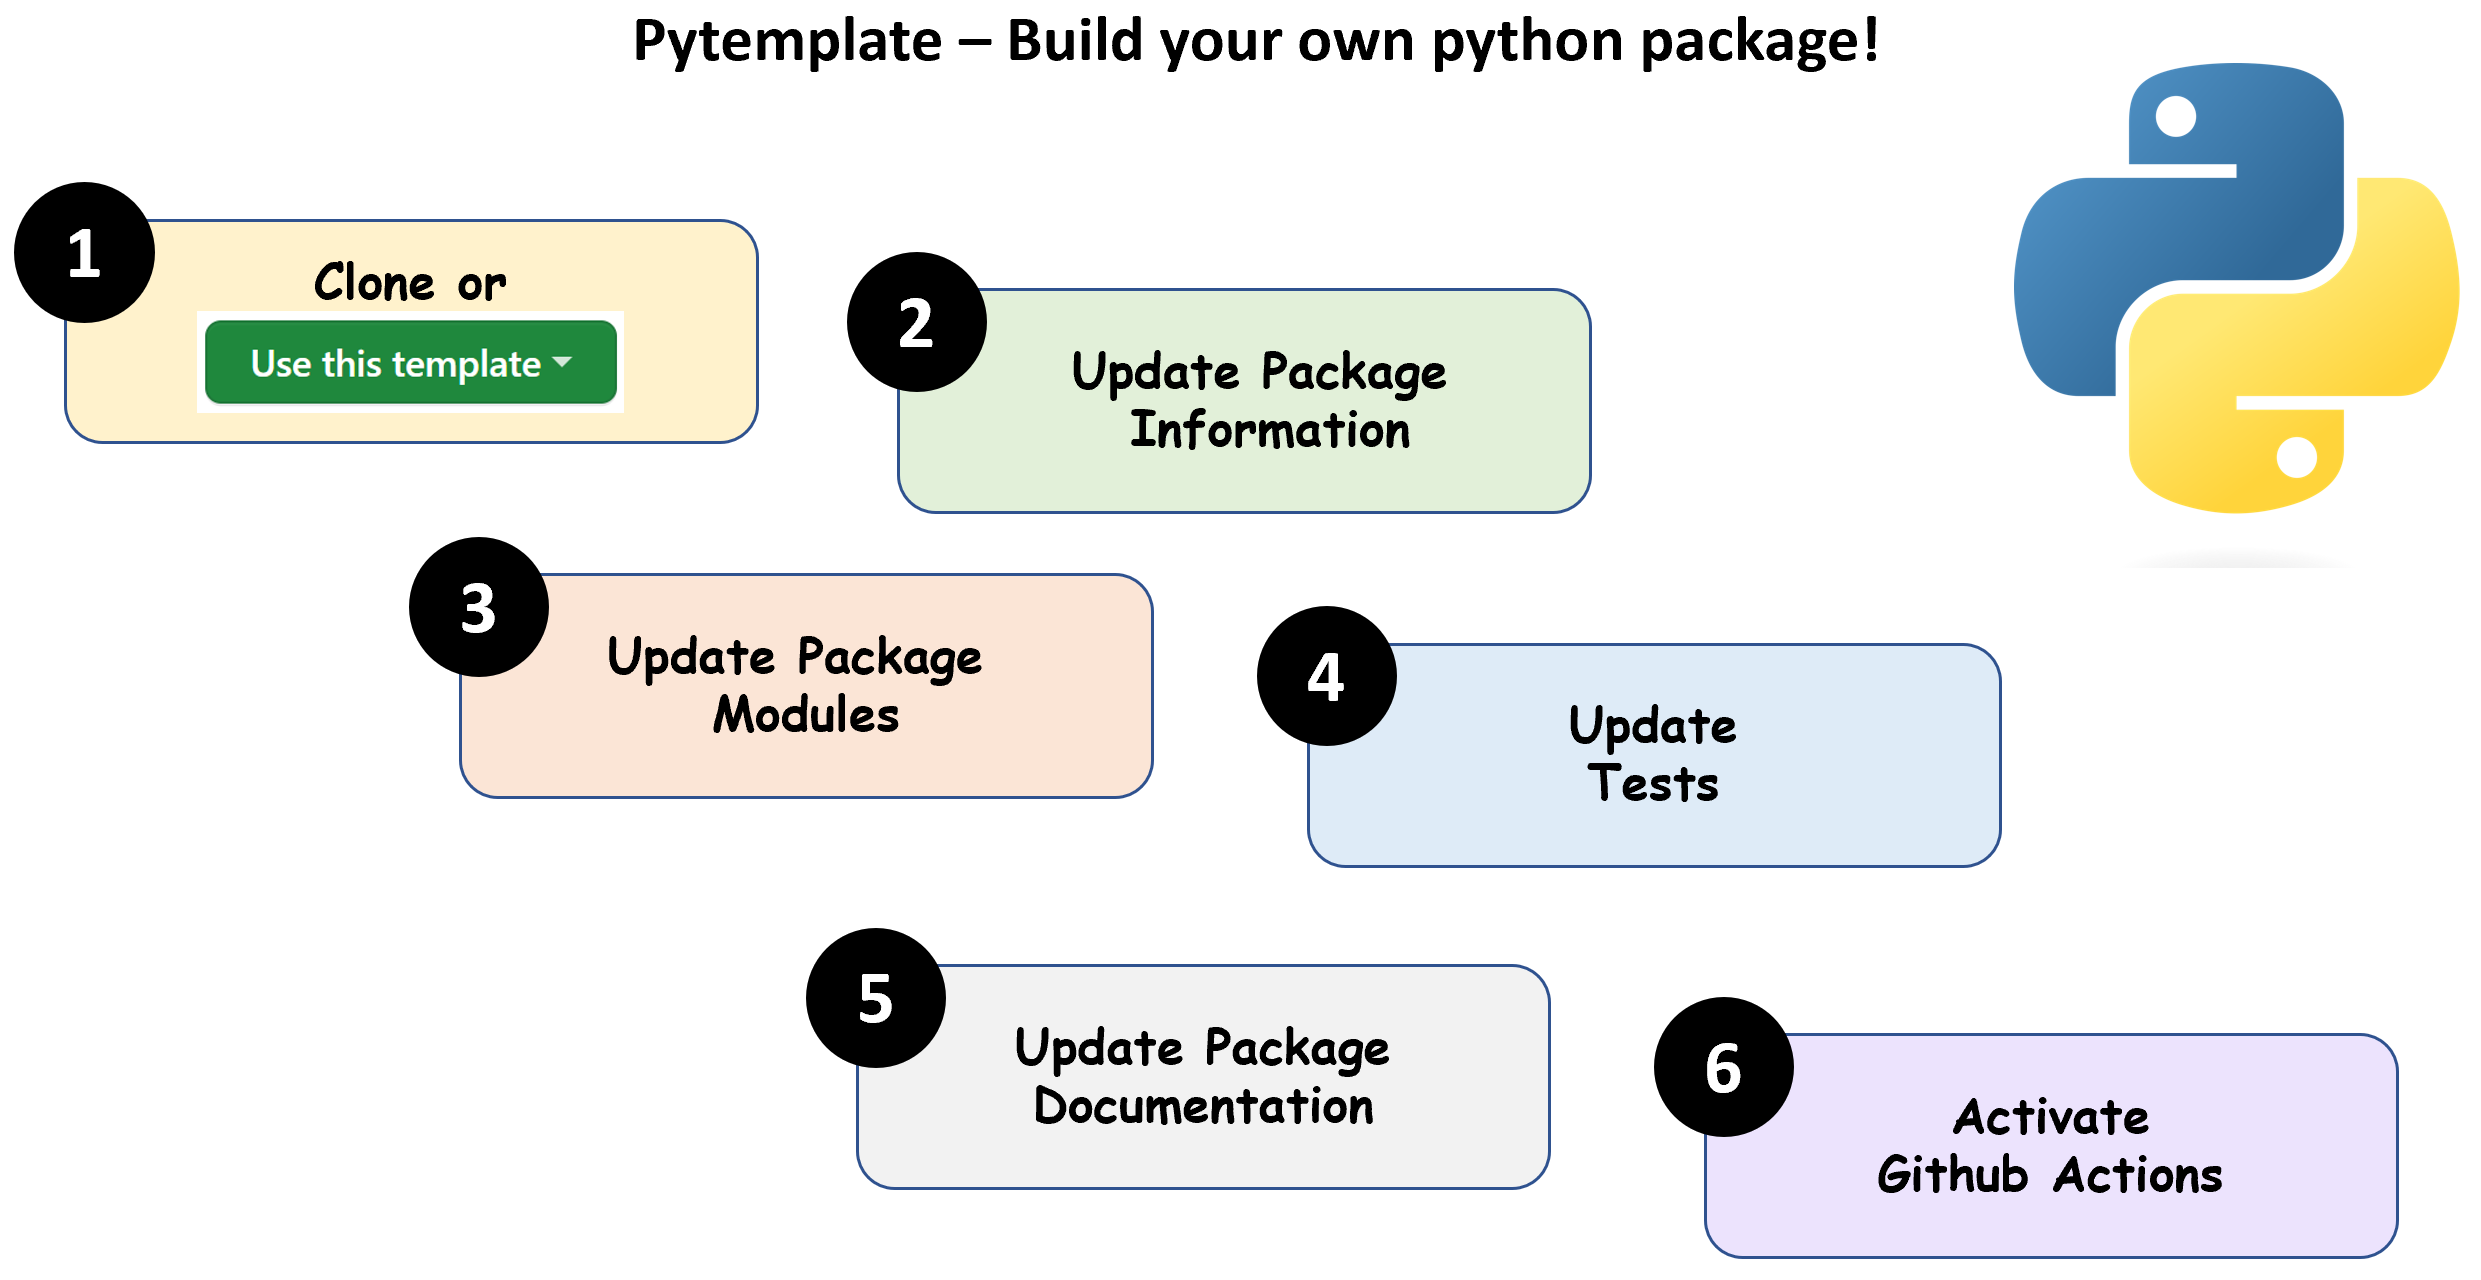 Pytemplate – Build your own python package!
1
Clone or
Use this template
2
Update Package
Information
3
Update Package
Modules
4
Update
Tests
5
Update Package
Documentation
6
Activate
Github Actions